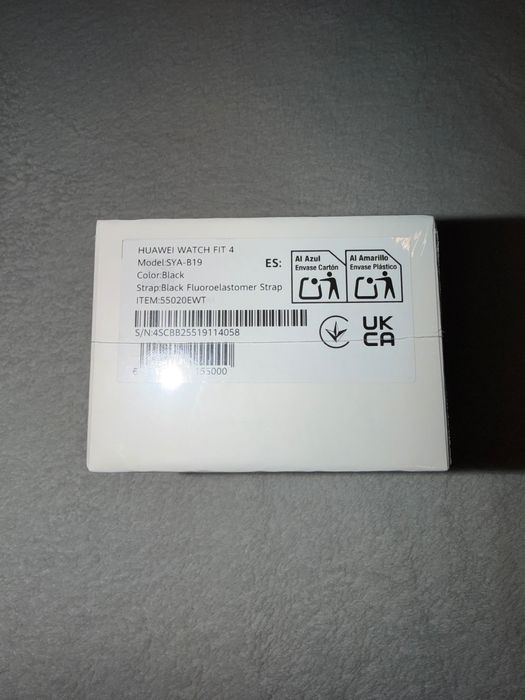 HUAWEI WATCH FIT 4
Model:SYA-B19
Color:Black
Strap:Black Fluoroelastomer Strap
ITEM:55020EWT
S/N:4SCBB25519114058
ES:
Al Azul
Envase Cartón
Al Amarillo
Envase Plástico
UK
CA